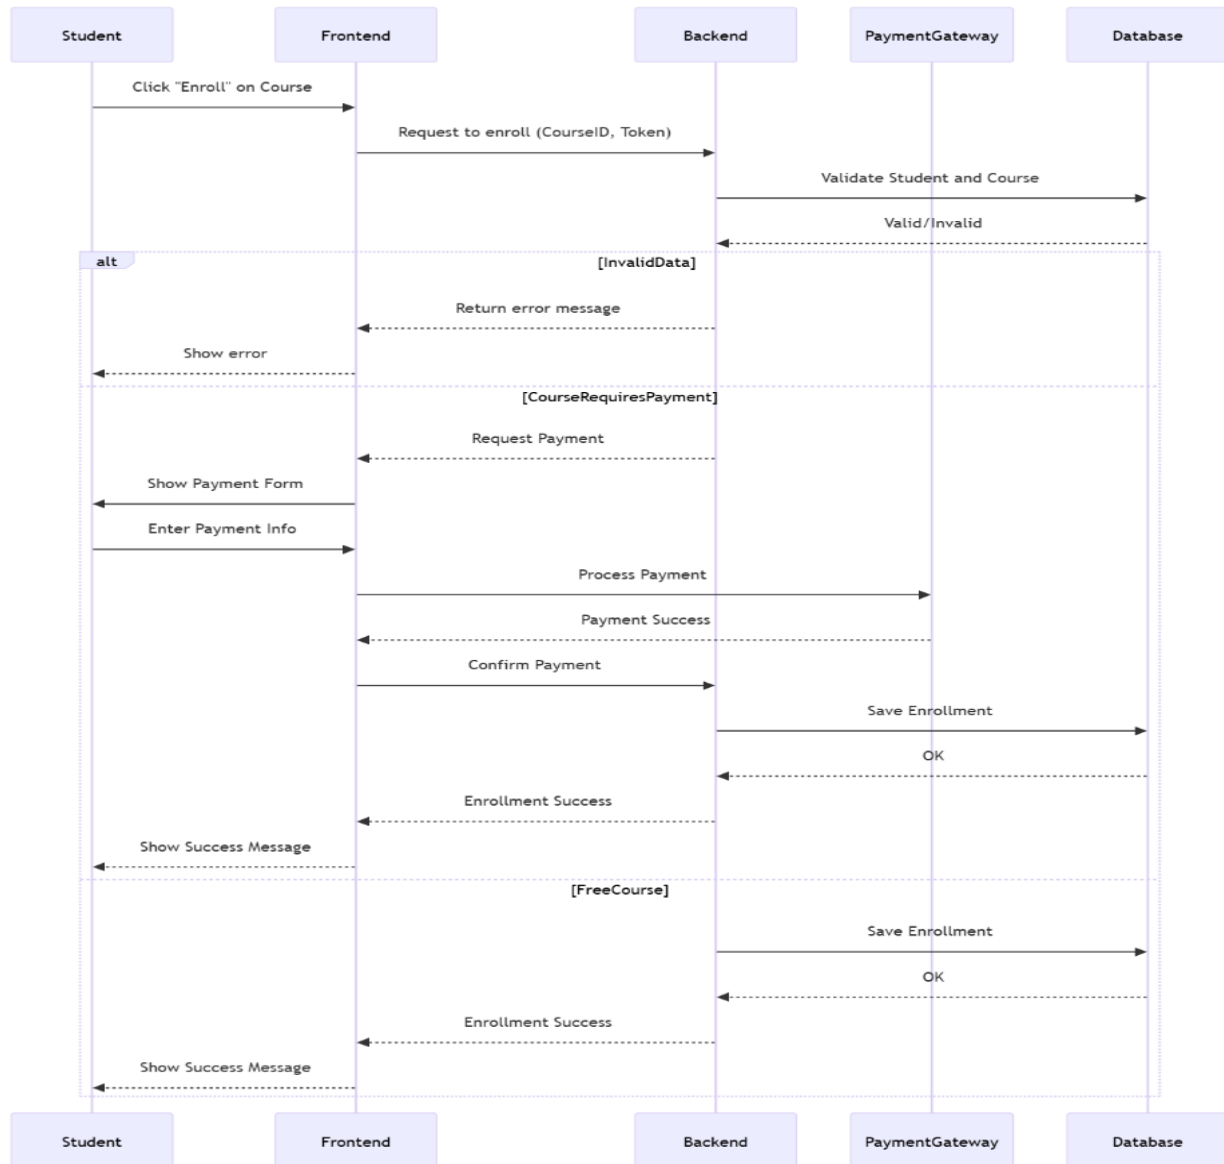 Student Frontend Backend PaymentGateway Database
Click "Enroll" on Course
Request to enroll (CourseID, Token)
Validate Student and Course
Valid/Invalid
alt [InvalidData]
Return error message
Show error
[CourseRequiresPayment]
Request Payment
Show Payment Form
Enter Payment Info
Process Payment
Payment Success
Confirm Payment
Save Enrollment
OK
Enrollment Success
Show Success Message
[FreeCourse]
Save Enrollment
OK
Enrollment Success
Show Success Message
Student Frontend Backend PaymentGateway Database